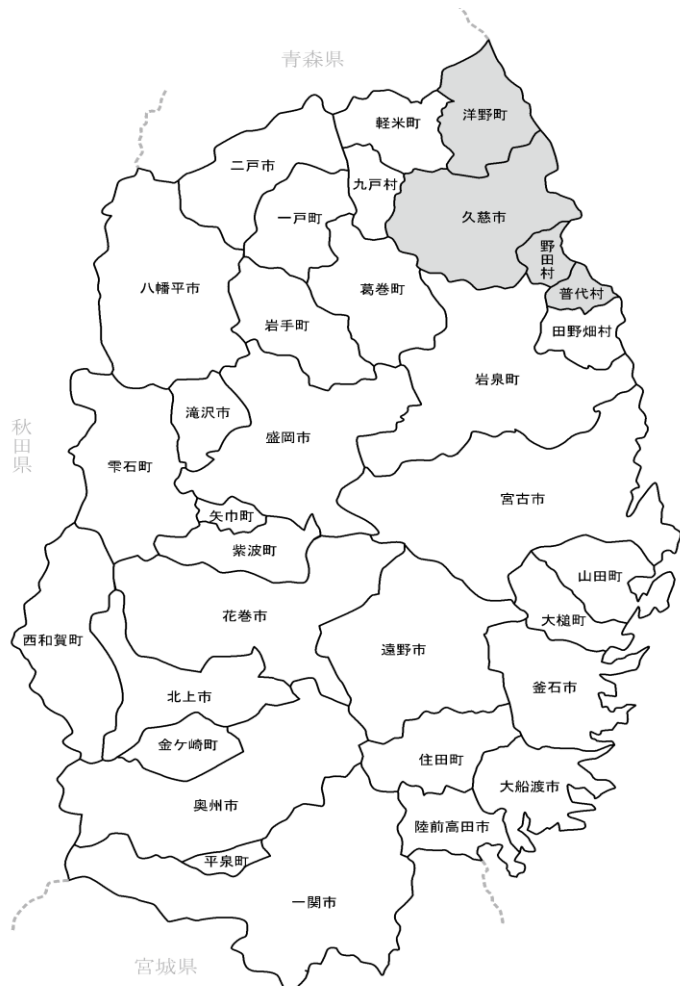 青森県
洋野町
軽米町
二戸市
九戸村
一戸町
久慈市
野田村
八幡平市
葛巻町
普代村
岩手町
田野畑村
岩泉町
滝沢市
秋田県
盛岡市
雫石町
宮古市
矢巾町
紫波町
山田町
花巻市
大槌町
西和賀町
遠野市
釜石市
北上市
金ケ崎町
住田町
大船渡市
奥州市
陸前高田市
平泉町
一関市
宮城県